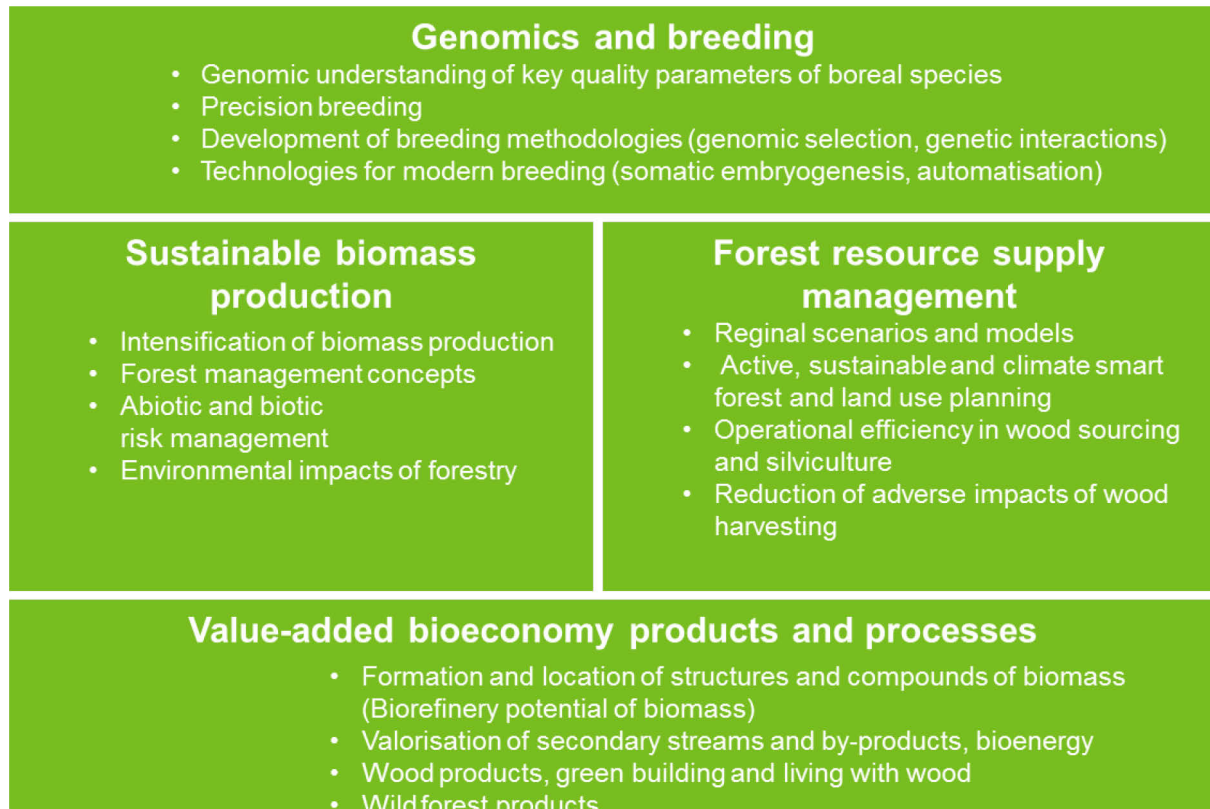 Genomics and breeding
• Genomic understanding of key quality parameters of boreal species
• Precision breeding
• Development of breeding methodologies (genomic selection, genetic interactions)
• Technologies for modern breeding (somatic embryogenesis, automatisation)
Sustainable biomass
production
• Intensification of biomass production
• Forest management concepts
• Abiotic and biotic
risk management
• Environmental impacts of forestry
Forest resource supply
management
• Reginal scenarios and models
• Active, sustainable and climate smart
forest and land use planning
• Operational efficiency in wood sourcing
and silviculture
• Reduction of adverse impacts of wood
harvesting
Value-added bioeconomy products and processes
• Formation and location of structures and compounds of biomass
(Biorefinery potential of biomass)
• Valorisation of secondary streams and by-products, bioenergy
• Wood products, green building and living with wood
• Wild forest products